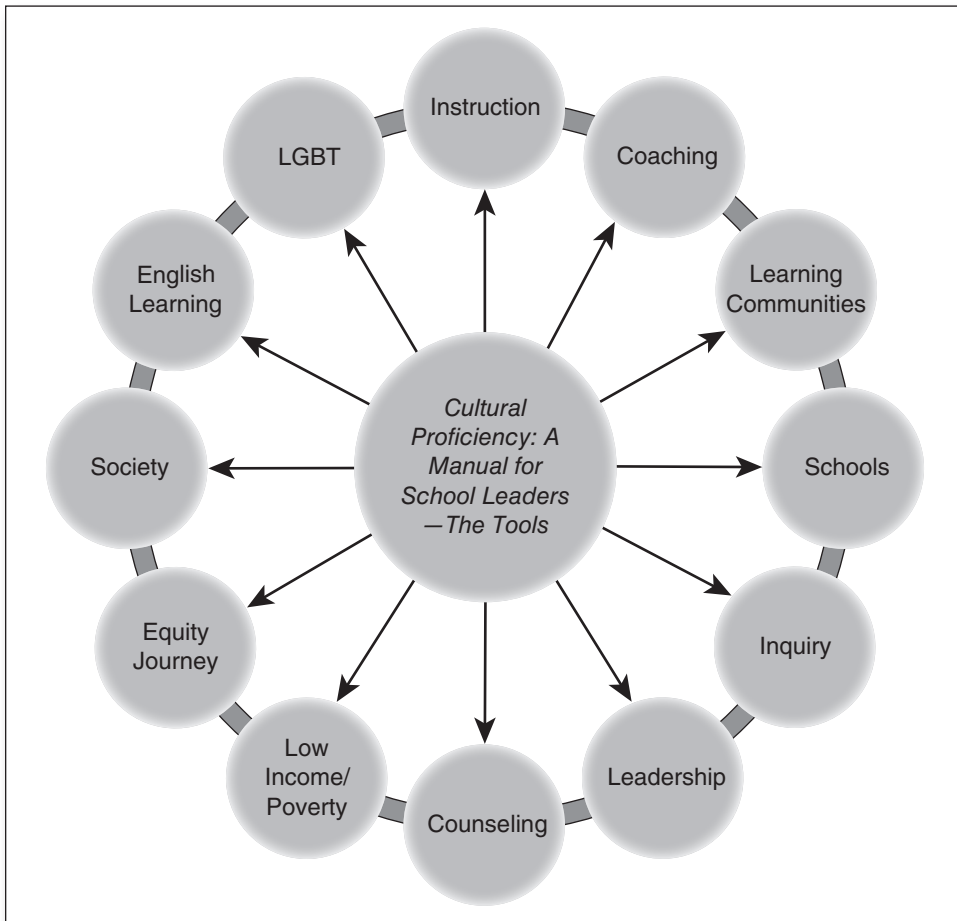 Instruction
Coaching
Learning
Communities
Schools
Inquiry
Leadership
Counseling
Low
Income/
Poverty
Equity
Journey
Society
English
Learning
LGBT
Cultural
Proficiency: A
Manual for
School Leaders
—The Tools